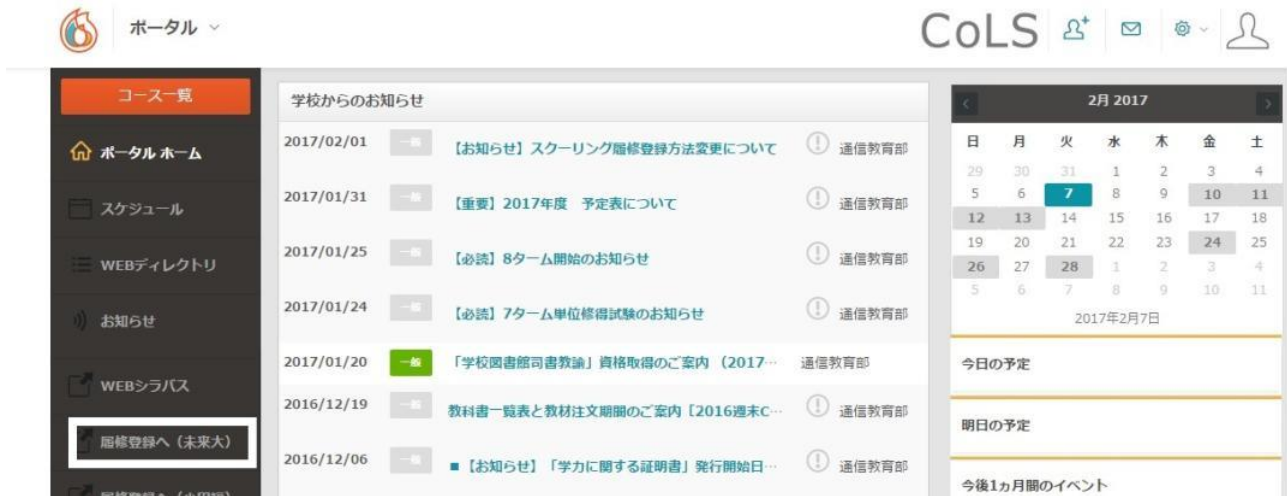 ポータル
CoLS
コース一覧
ポータル ホーム
スケジュール
WEBディレクトリ
お知らせ
WEBシラバス
履修登録へ（未来大）
学校からのお知らせ
2017/02/01 一般 【お知らせ】スクーリング履修登録方法変更について 通信教育部
2017/01/31 一般 【重要】2017年度 予定表について 通信教育部
2017/01/25 一般 【必読】8ターム開始のお知らせ 通信教育部
2017/01/24 一般 【必読】7ターム単位修得試験のお知らせ 通信教育部
2017/01/20 一般 「学校図書館司書教諭」資格取得のご案内（2017… 通信教育部
2016/12/19 一般 教科書一覧表と教材注文期間のご案内［2016週末C… 通信教育部
2016/12/06 一般 ■【お知らせ】「学力に関する証明書」発行開始日… 通信教育部
2月 2017
日 月 火 水 木 金 土
29 30 31 1 2 3 4
5 6 7 8 9 10 11
12 13 14 15 16 17 18
19 20 21 22 23 24 25
26 27 28 1 2 3 4
5 6 7 8 9 10 11
2017年2月7日
今日の予定
明日の予定
今後1ヵ月間のイベント